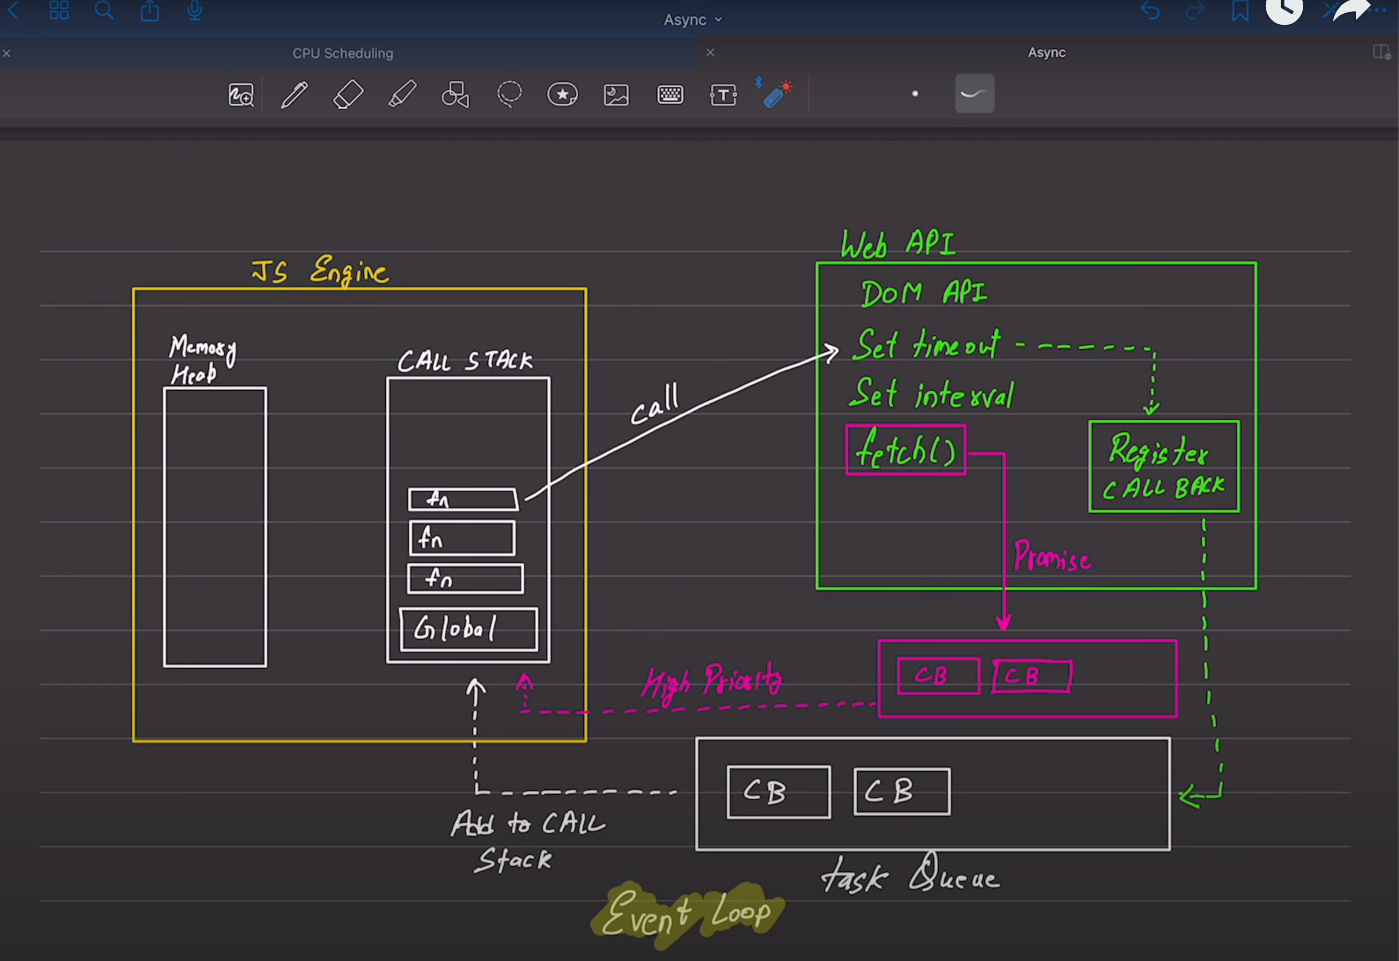 Async
CPU Scheduling
Async
Web API
JS Engine
DOM API
Memory
Heap
CALL STACK
Set timeout
call
Set interval
fetch()
Register
CALL BACK
fn
fn
fn
Global
Promise
High Priority
CB CB
CB CB
Add to CALL
Stack
task Queue
Event Loop